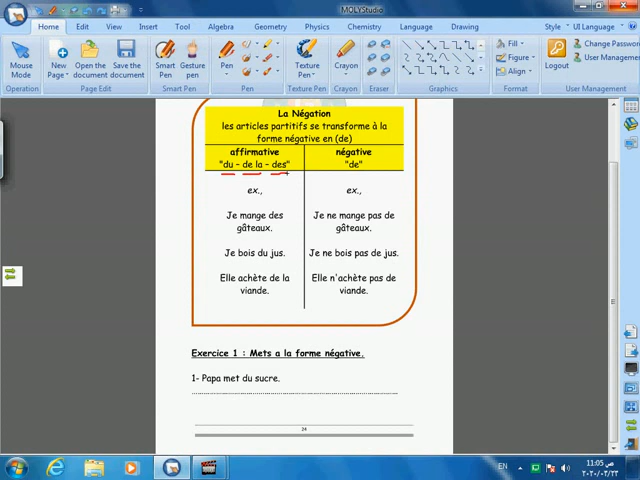 MOLYStudio
Home Edit View Insert Tool Algebra Geometry Physics Chemistry Language Drawing Style UI Language
Mouse Mode
New Page
Open the document
Save the document
Smart Pen
Gesture pen
Pen
Texture Pen
Crayon
Fill
Figure
Align
Logout
Change Password
User Management
Operation Page Smart Pen Pen Texture Pen Crayon Eraser Graphics User Management
La Négation
les articles partitifs se transforme à la
forme négative en (de)
affirmative
"du – de la – des"
négative
"de"
ex.,
Je mange des
gâteaux.
Je bois du jus.
Elle achète de la
viande.
ex.,
Je ne mange pas de
gâteaux.
Je ne bois pas de jus.
Elle n'achète pas de
viande.
Exercice 1 : Mets a la forme négative.
1- Papa met du sucre.
24
EN
11:05 ص
٢٠٢٠/٠٣/٢٣